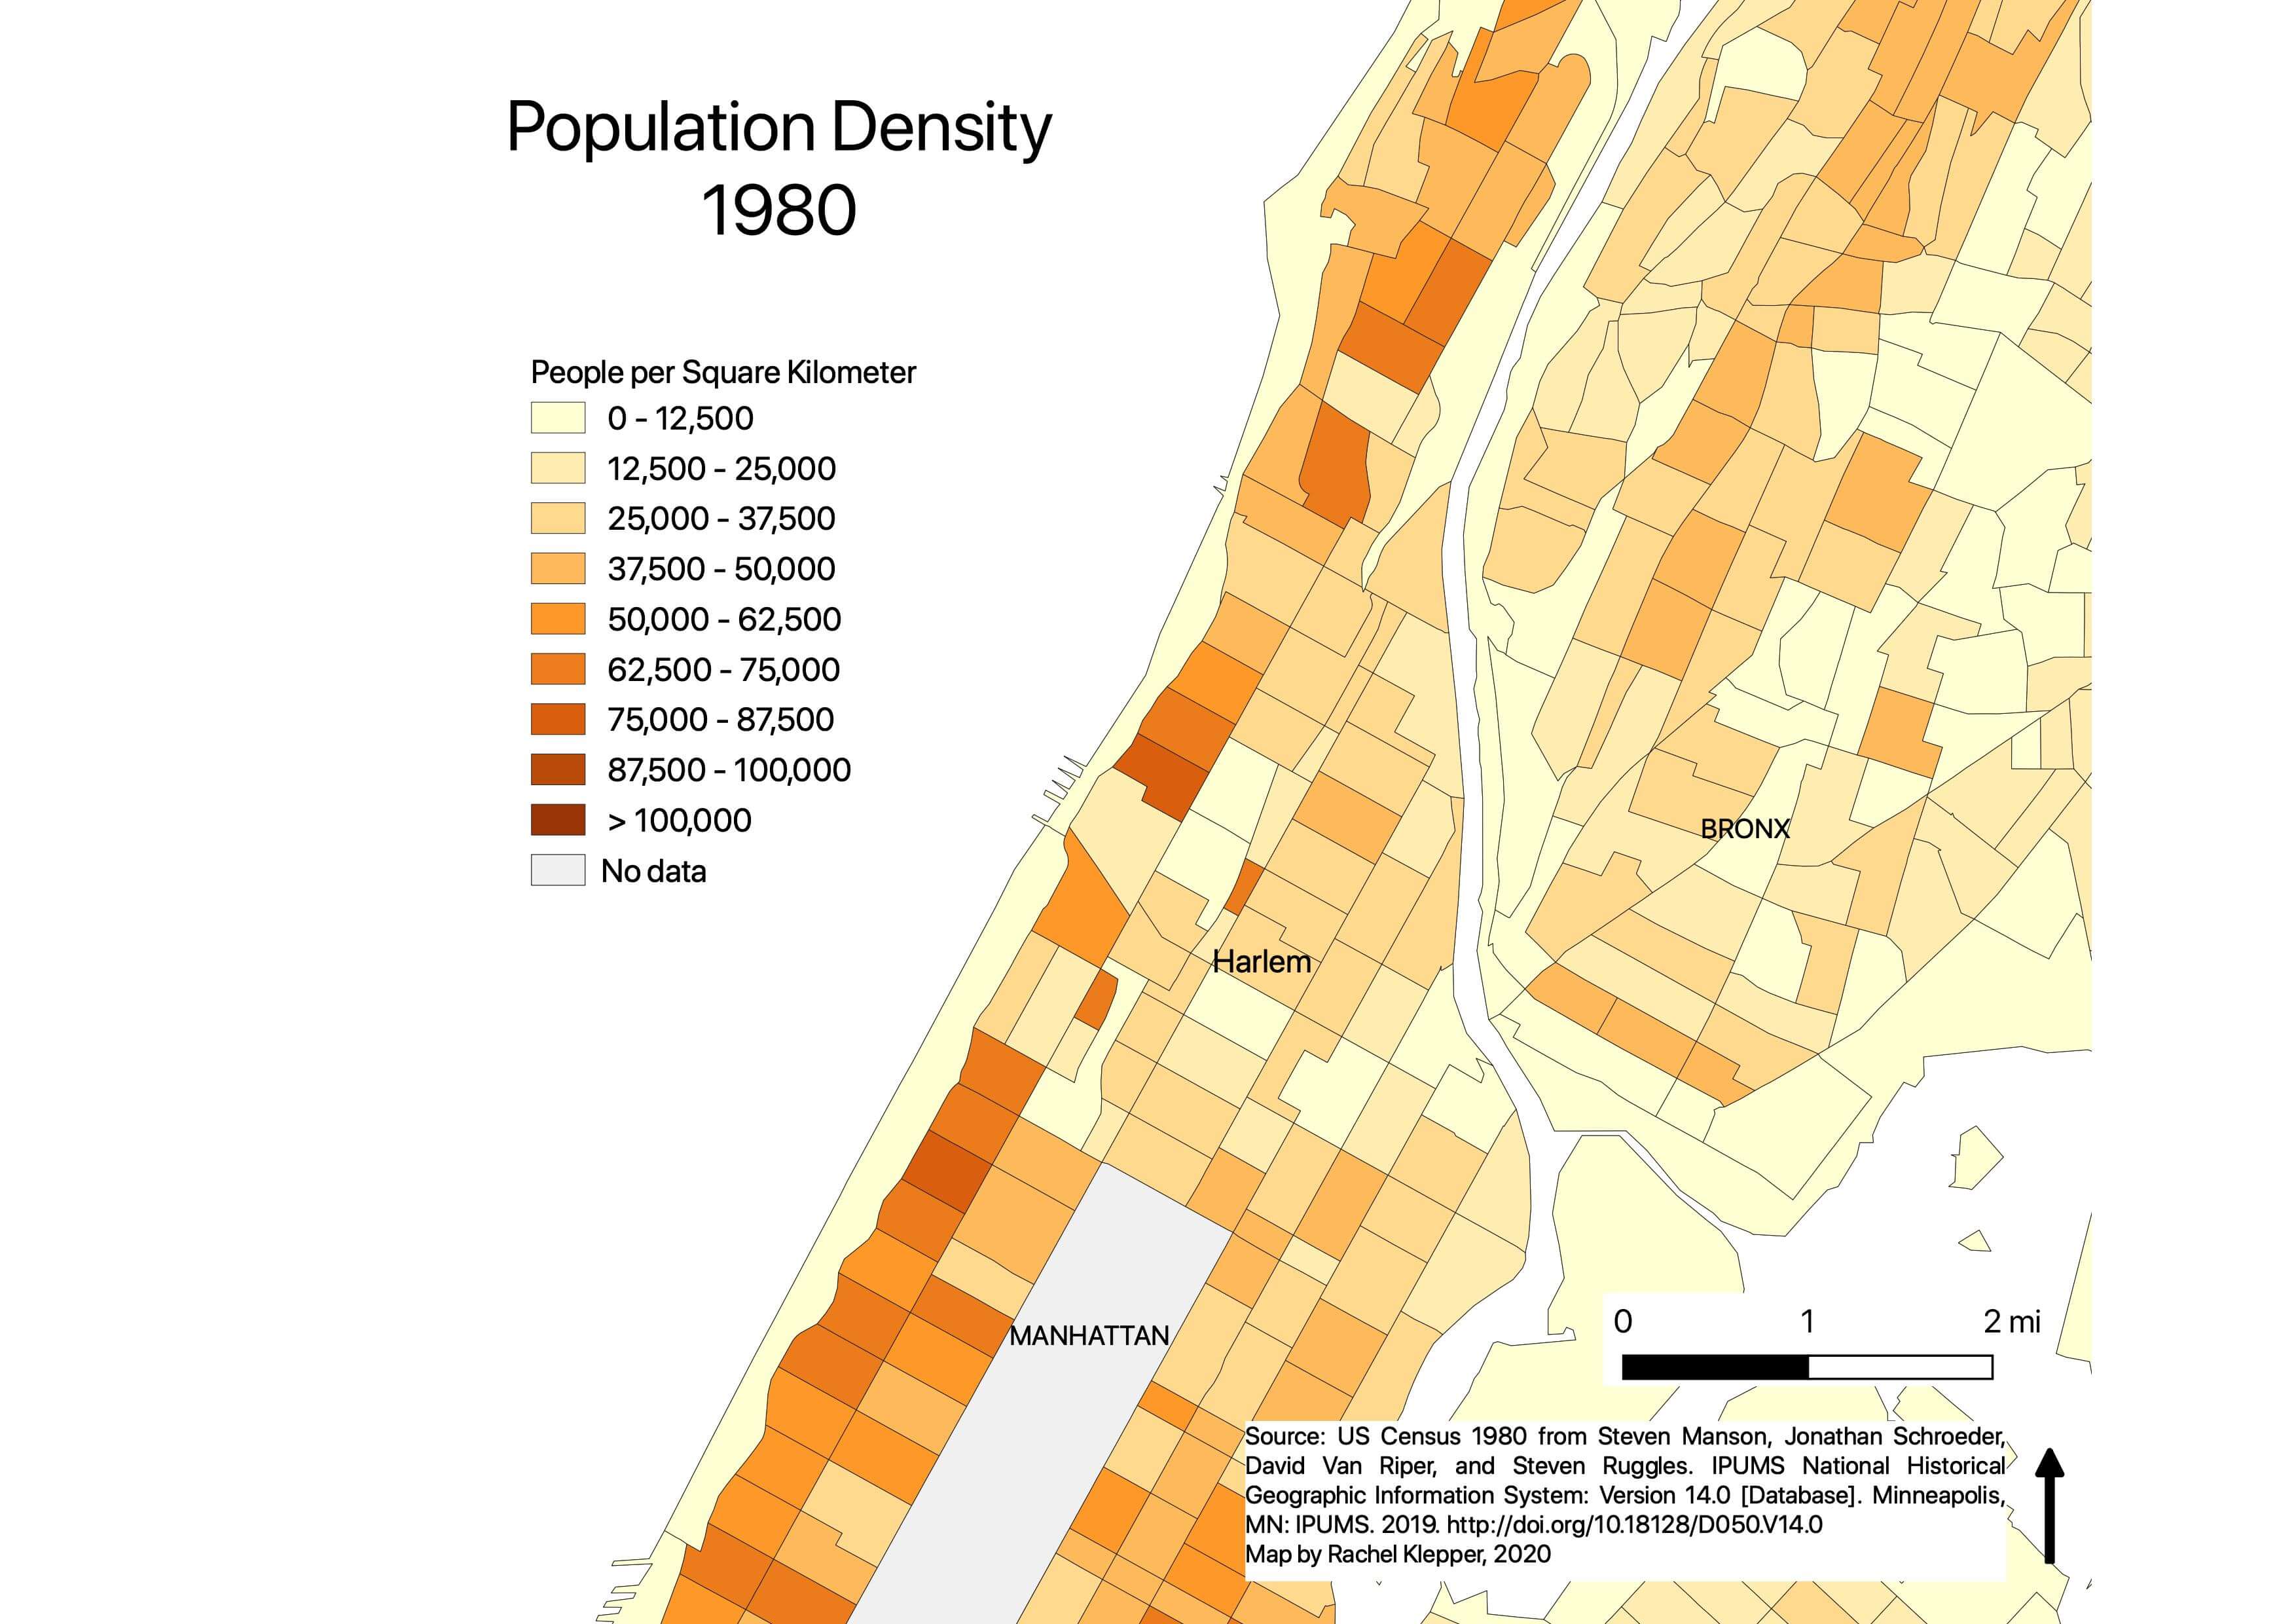 Population Density
1980
People per Square Kilometer
0 - 12,500
12,500 - 25,000
25,000 - 37,500
37,500 - 50,000
50,000 - 62,500
62,500 - 75,000
75,000 - 87,500
87,500 - 100,000
> 100,000
No data
BRONX
Harlem
MANHATTAN
0 1 2 mi
Source: US Census 1980 from Steven Manson, Jonathan Schroeder,
David Van Riper, and Steven Ruggles. IPUMS National Historical
Geographic Information System: Version 14.0 [Database]. Minneapolis,
MN: IPUMS. 2019. http://doi.org/10.18128/D050.V14.0
Map by Rachel Klepper, 2020